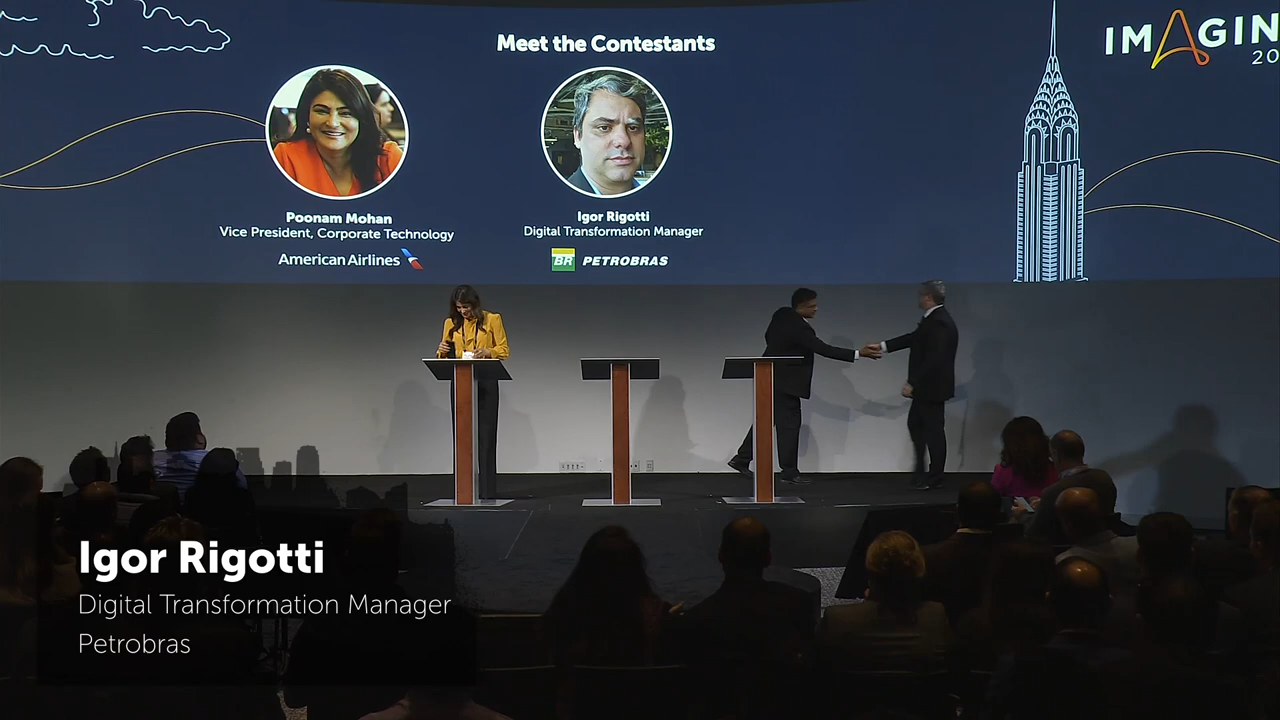 Meet the Contestants
IMAGIN
20
Poonam Mohan
Vice President, Corporate Technology
American Airlines
Igor Rigotti
Digital Transformation Manager
BR PETROBRAS
Igor Rigotti
Digital Transformation Manager
Petrobras